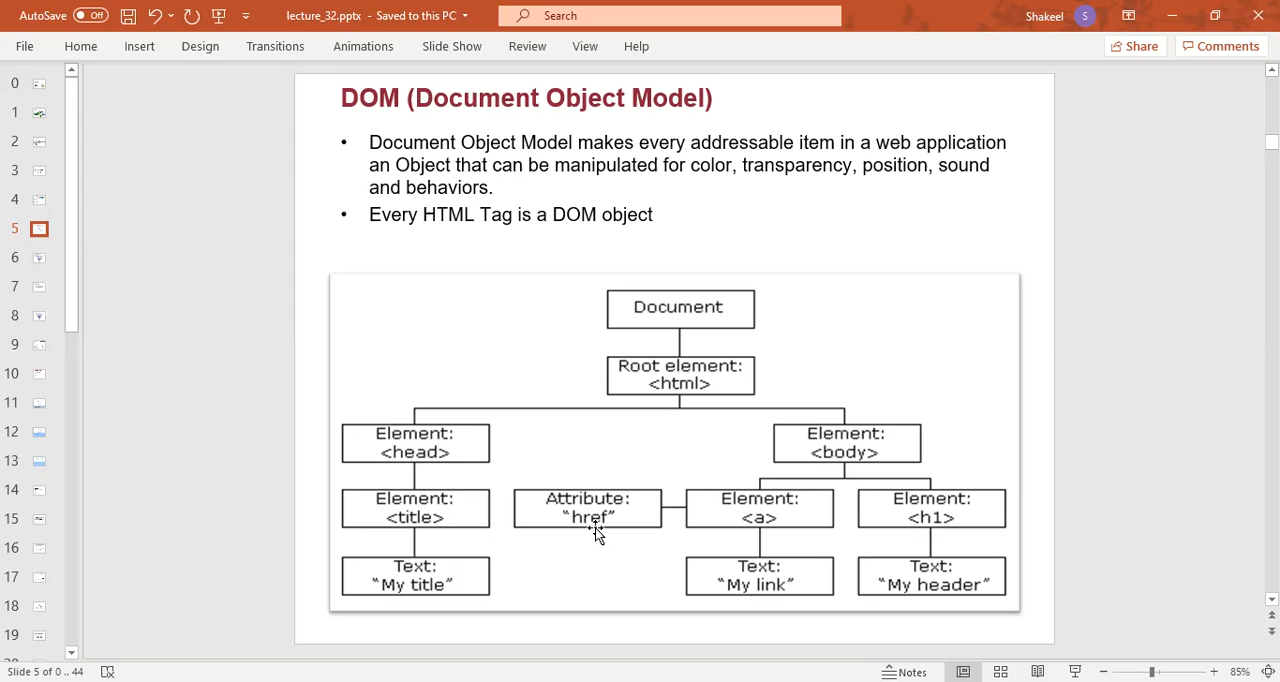 AutoSave Off lecture_32.pptx - Saved to this PC Search Shakeel S
File Home Insert Design Transitions Animations Slide Show Review View Help Share Comments
0
1
2
3
4
5
6
7
8
9
10
11
12
13
14
15
16
17
18
19
DOM (Document Object Model)
• Document Object Model makes every addressable item in a web application
an Object that can be manipulated for color, transparency, position, sound
and behaviors.
• Every HTML Tag is a DOM object
Document
Root element:
<html>
Element: Element:
<head> <body>
Element: Attribute: Element: Element:
<title> "href" <a> <h1>
Text: Text: Text:
"My title" "My link" "My header"
Slide 5 of 0 .. 44 Notes 85%